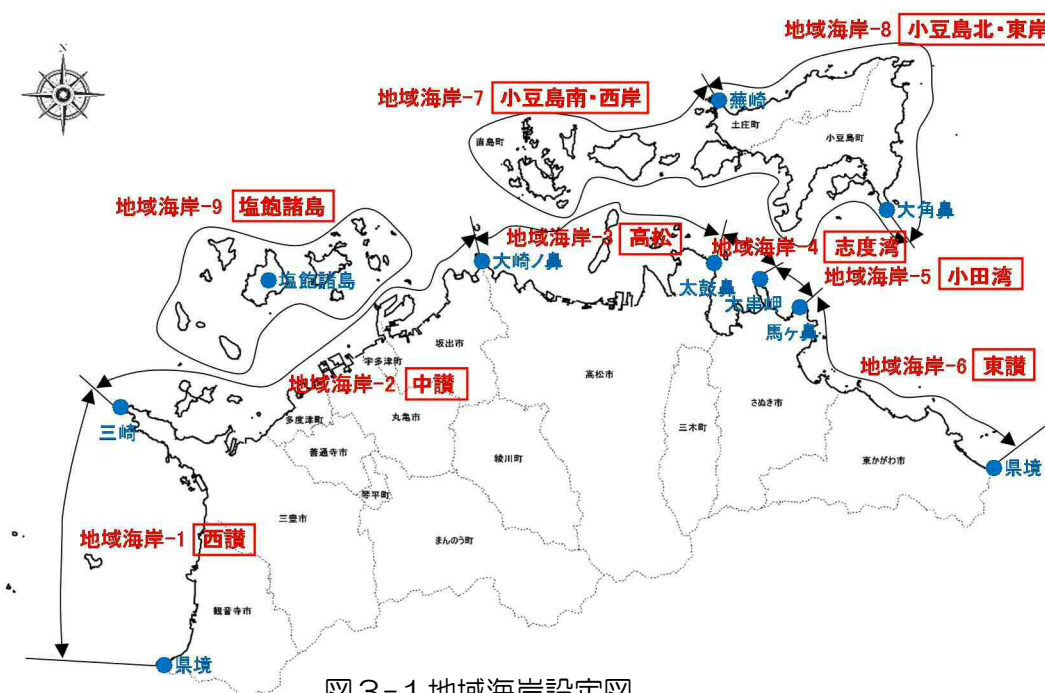 地域海岸-8 小豆島北・東岸
N
地域海岸-7 小豆島南・西岸
蕪崎
土庄町
直島町
小豆島町
地域海岸-9 塩飽諸島
大角鼻
地域海岸-3 高松
地域海岸-4 志度湾
大崎ノ鼻
塩飽諸島
太鼓鼻
大串岬
地域海岸-5 小田湾
馬ヶ鼻
坂出市
宇多津町
地域海岸-2 中讃
高松市
地域海岸-6 東讃
さぬき市
多度津町
丸亀市
三木町
三崎
善通寺市
綾川町
東かがわ市
県境
琴平町
三豊市
地域海岸-1 西讃
まんのう町
観音寺市
県境
図3-1 地域海岸設定図